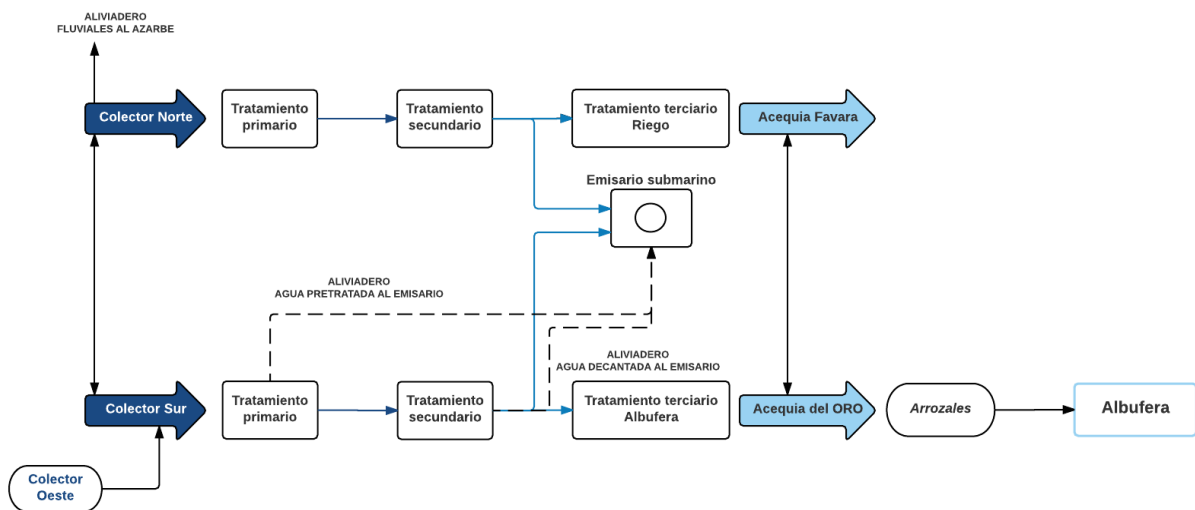 ALIVIADERO
FLUVIALES AL AZARBE
Colector Norte
Tratamiento
primario
Tratamiento
secundario
Tratamiento terciario
Riego
Acequia Favara
Emisario submarino
ALIVIADERO
AGUA PRETRATADA AL EMISARIO
ALIVIADERO
AGUA DECANTADA AL EMISARIO
Colector Sur
Tratamiento
primario
Tratamiento
secundario
Tratamiento terciario
Albufera
Acequia del ORO
Arrozales
Albufera
Colector
Oeste